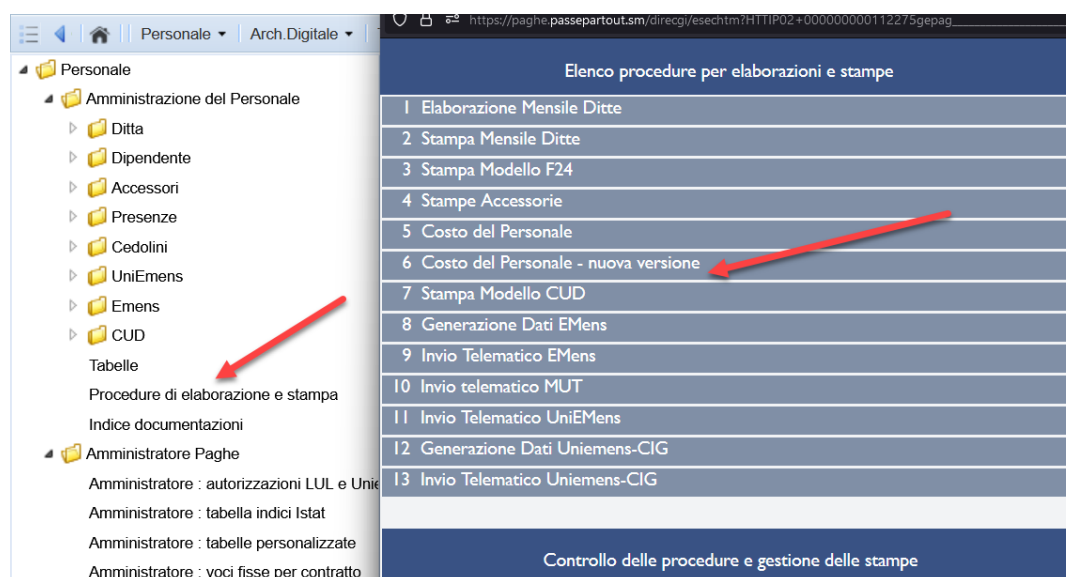 Personale
Arch.Digitale
Personale
Amministrazione del Personale
Ditta
Dipendente
Accessori
Presenze
Cedolini
UniEmens
Emens
CUD
Tabelle
Procedure di elaborazione e stampa
Indice documentazioni
Amministratore Paghe
Amministratore : autorizzazioni LUL e Unie
Amministratore : tabella indici Istat
Amministratore : tabelle personalizzate
Amministratore : voci fisse per contratto
https://paghe.passepartout.sm/direcgi/esechtm?HTTIP02+000000000112275gepag
Elenco procedure per elaborazioni e stampe
1 Elaborazione Mensile Ditte
2 Stampa Mensile Ditte
3 Stampa Modello F24
4 Stampe Accessorie
5 Costo del Personale
6 Costo del Personale - nuova versione
7 Stampa Modello CUD
8 Generazione Dati EMens
9 Invio Telematico EMens
10 Invio telematico MUT
11 Invio Telematico UniEMens
12 Generazione Dati Uniemens-CIG
13 Invio Telematico Uniemens-CIG
Controllo delle procedure e gestione delle stampe